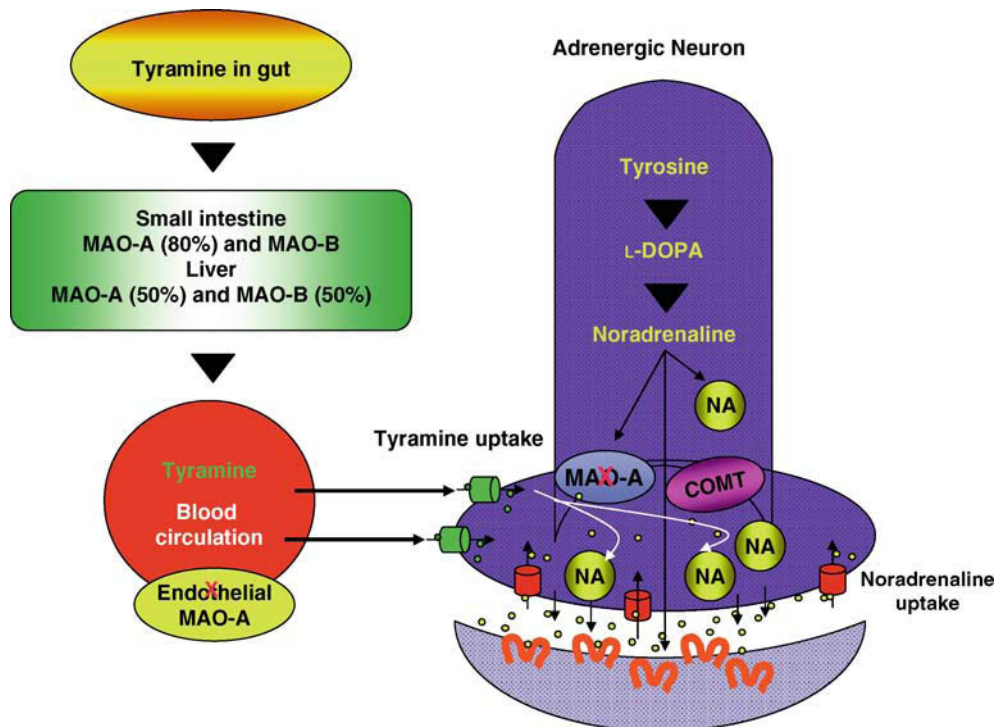 Tyramine in gut
Small intestine
MAO-A (80%) and MAO-B
Liver
MAO-A (50%) and MAO-B (50%)
Tyramine
Blood
circulation
Endothelial
MAO-A
Tyramine uptake
Adrenergic Neuron
Tyrosine
L-DOPA
Noradrenaline
NA
MAO-A
COMT
NA
NA
NA
Noradrenaline
uptake